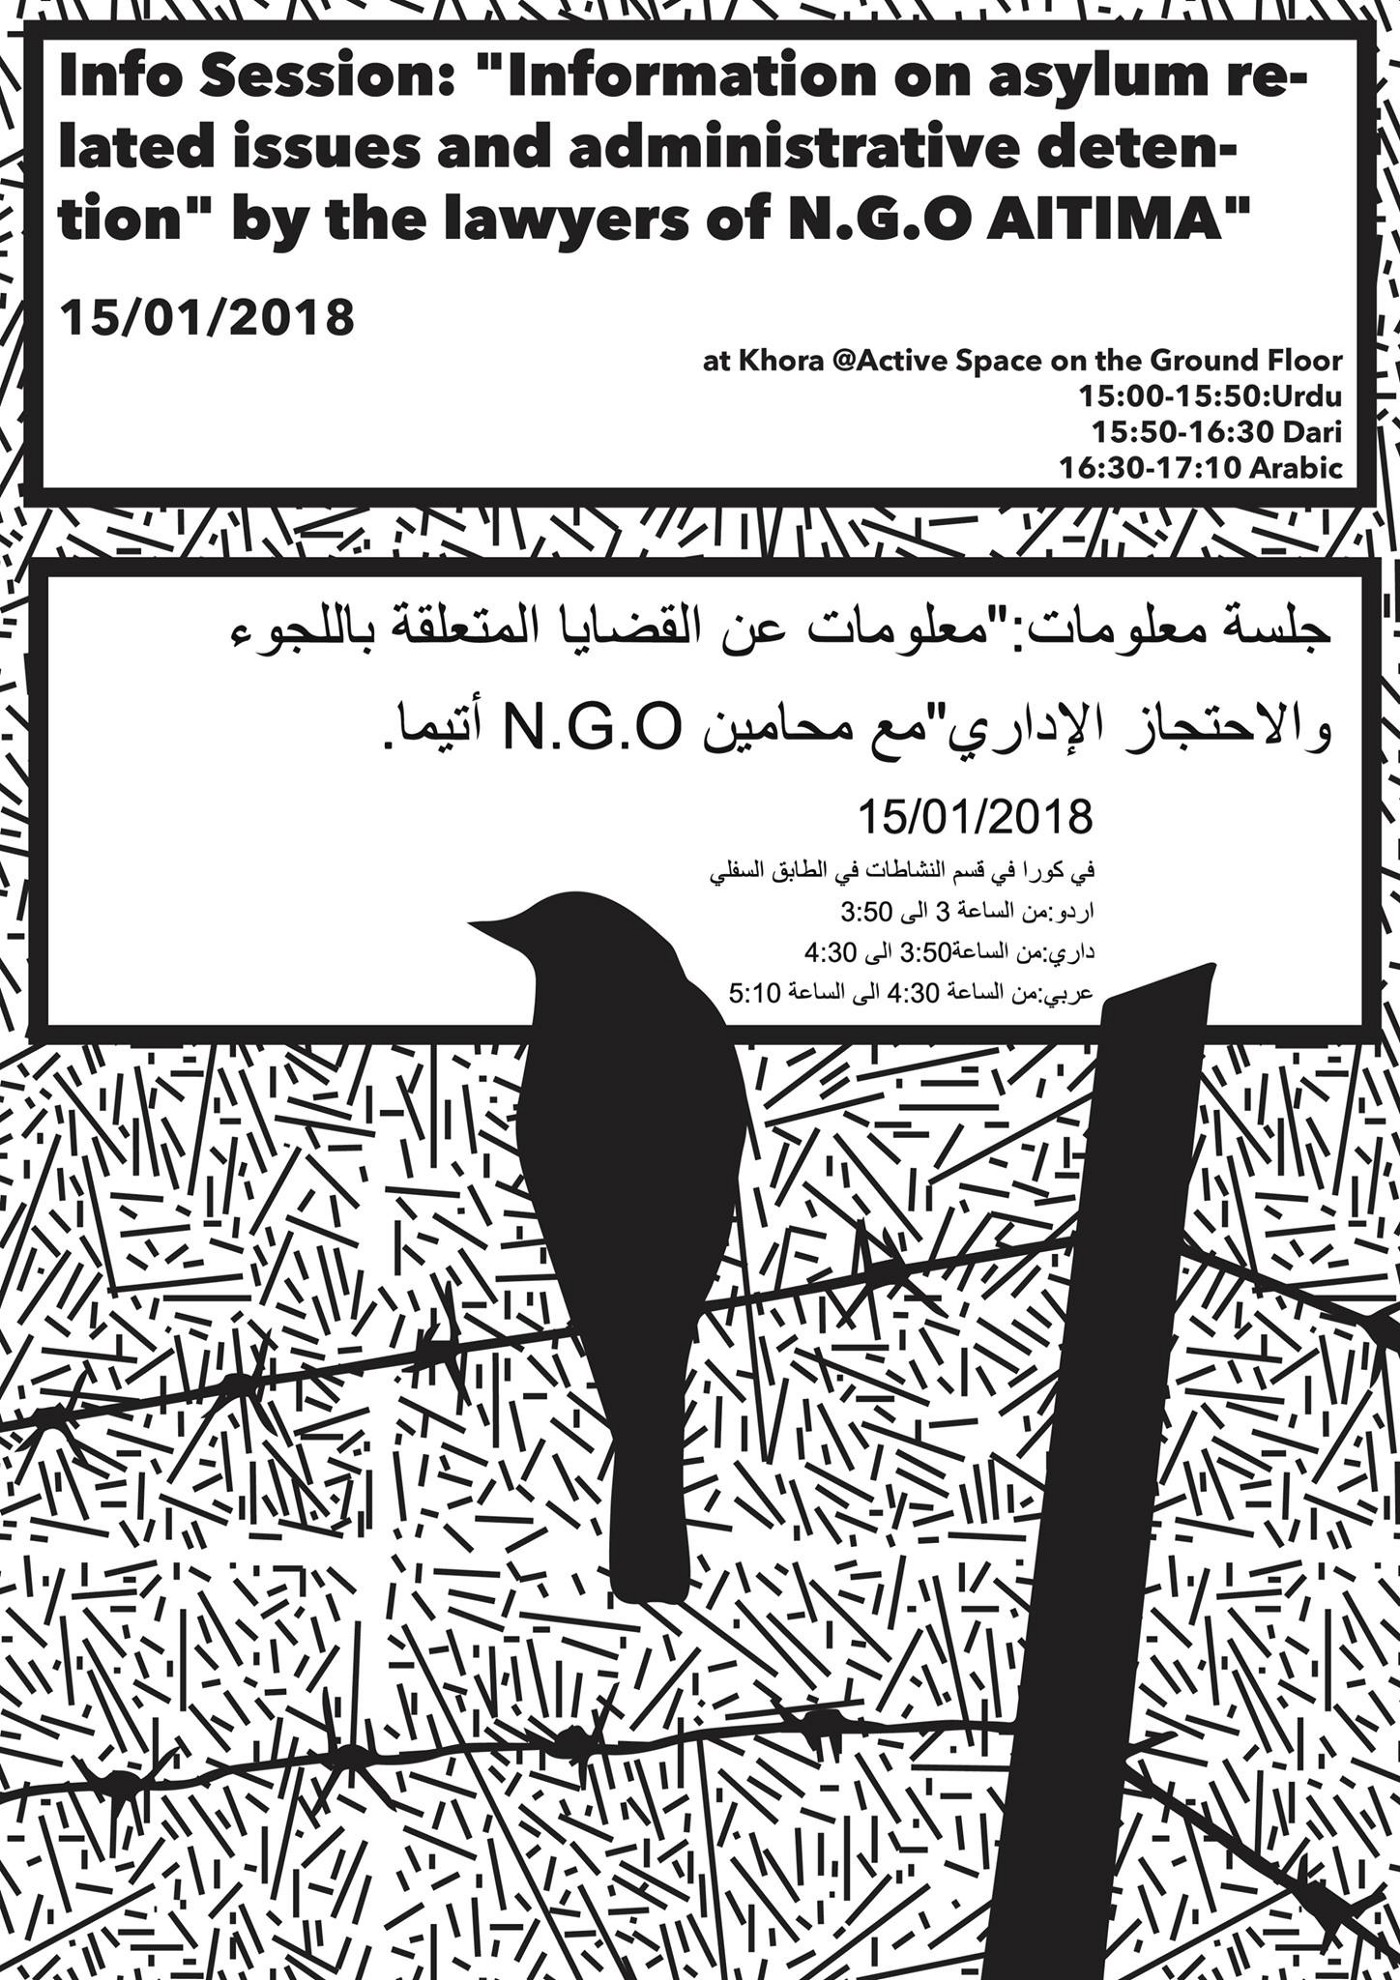 Info Session: "Information on asylum re-
lated issues and administrative deten-
tion" by the lawyers of N.G.O AITIMA"
15/01/2018
at Khora @Active Space on the Ground Floor
15:00-15:50:Urdu
15:50-16:30 Dari
16:30-17:10 Arabic
جلسة معلومات:"معلومات عن القضايا المتعلقة باللجوء
والاحتجاز الإداري"مع محامين N.G.O أتيما.
15/01/2018
في كورا في قسم النشاطات في الطابق السفلي
اردو:من الساعة 3 الى 3:50
داري:من الساعة3:50 الى 4:30
عربي:من الساعة 4:30 الى الساعة 5:10